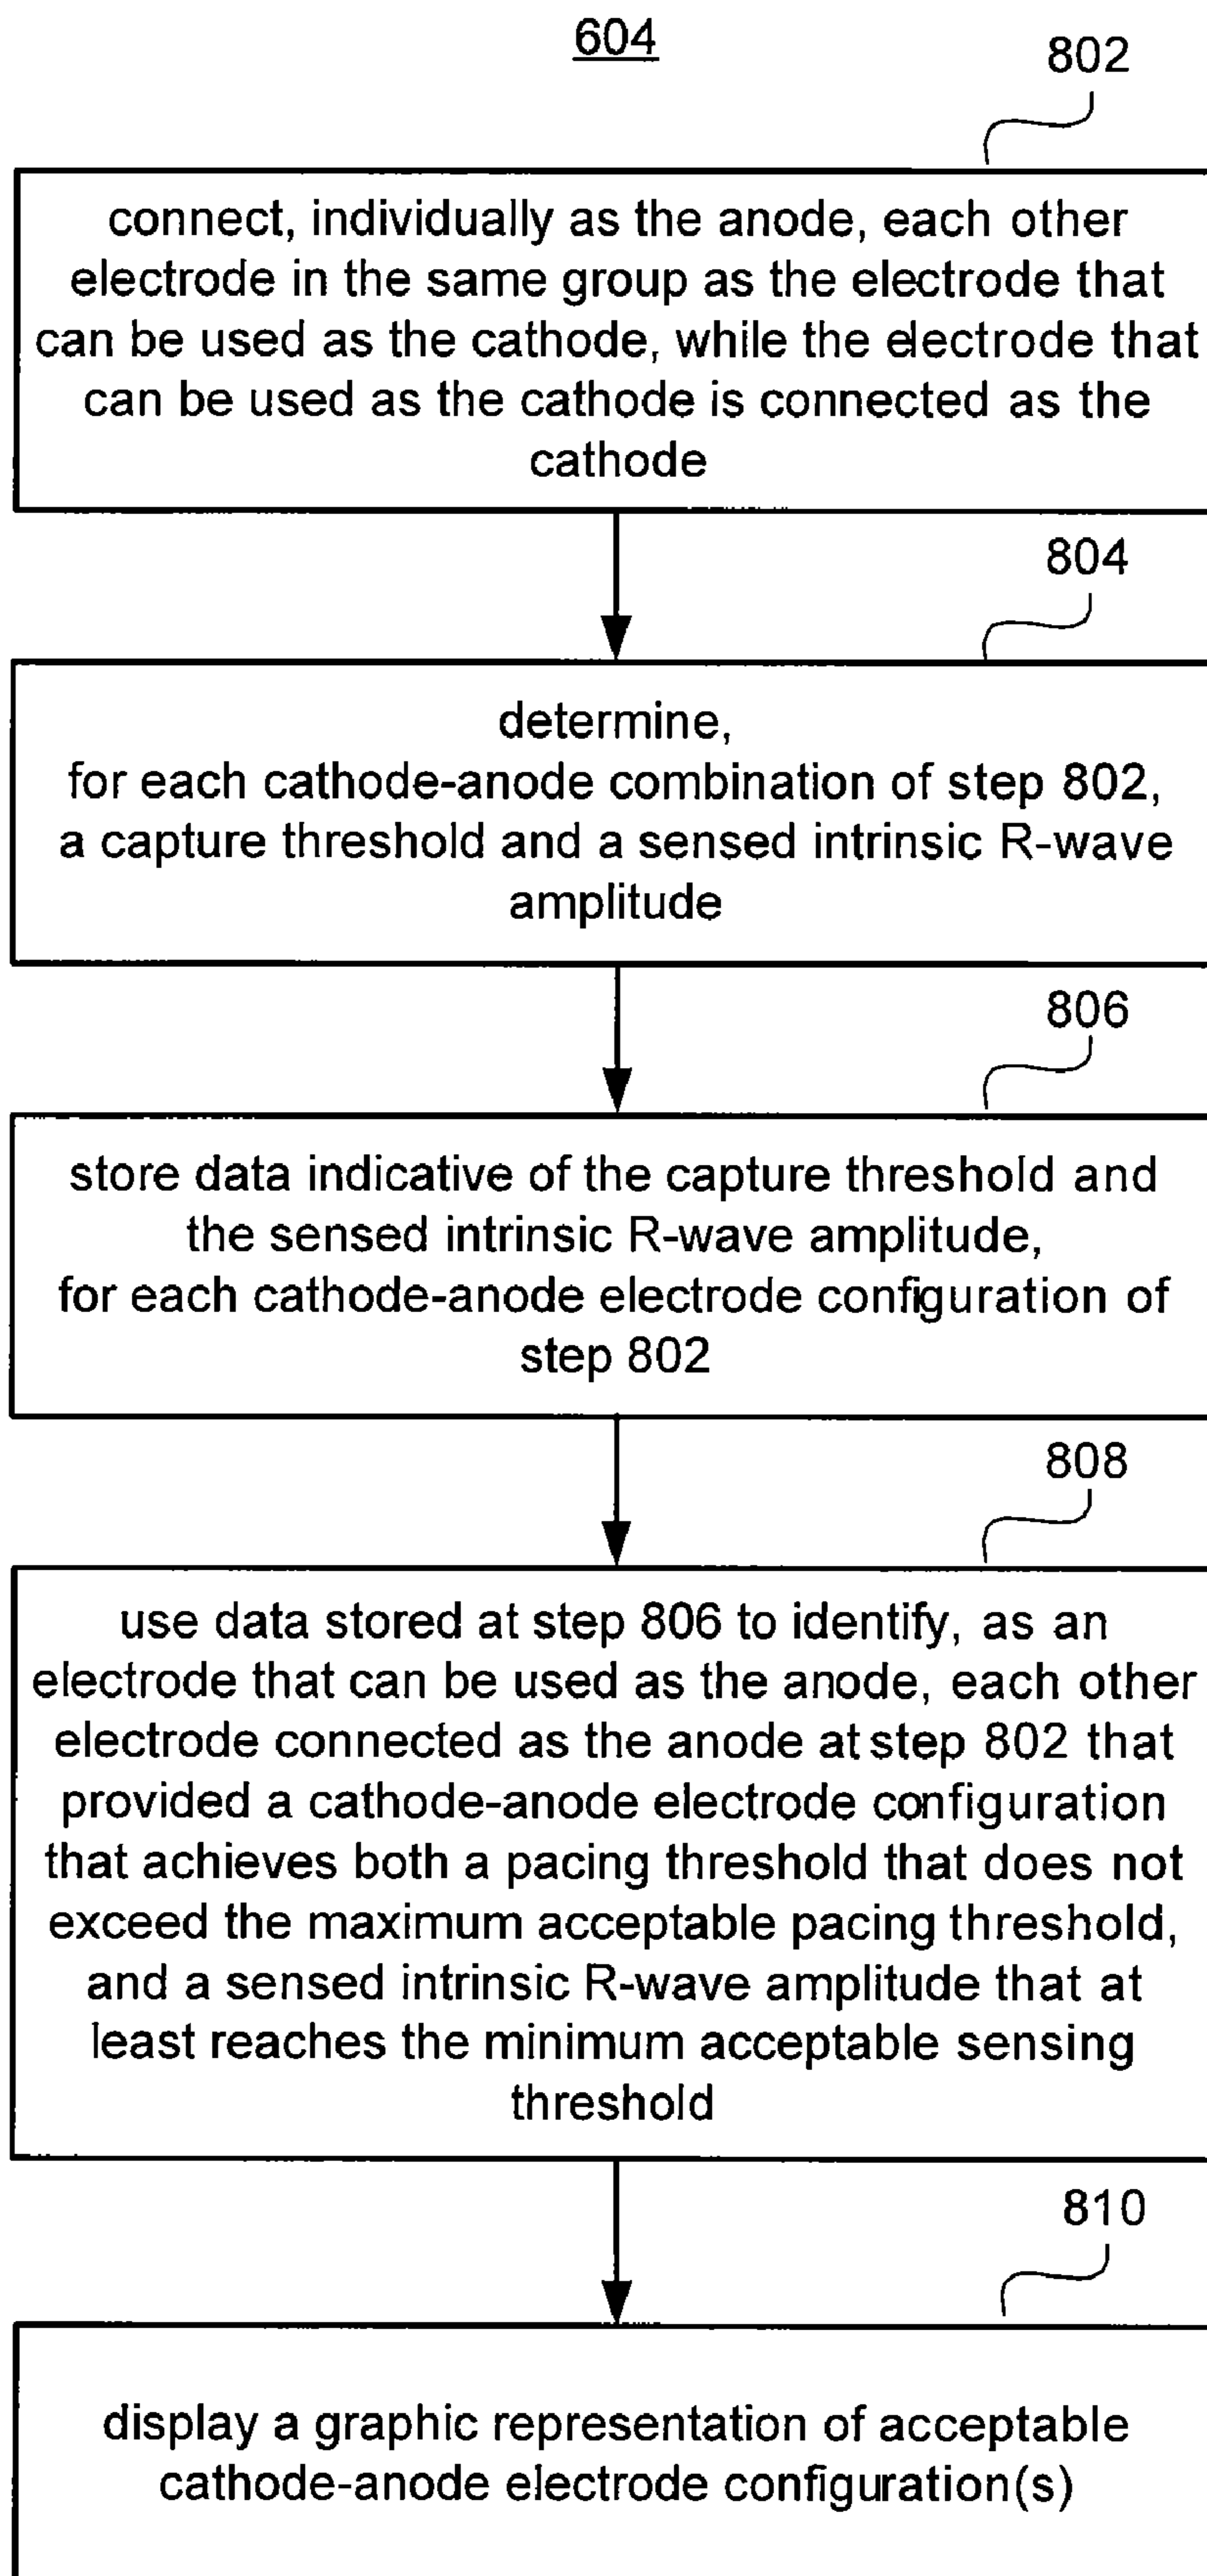 604
802
connect, individually as the anode, each other
electrode in the same group as the electrode that
can be used as the cathode, while the electrode that
can be used as the cathode is connected as the
cathode
804
determine,
for each cathode-anode combination of step 802,
a capture threshold and a sensed intrinsic R-wave
amplitude
806
store data indicative of the capture threshold and
the sensed intrinsic R-wave amplitude,
for each cathode-anode electrode configuration of
step 802
808
use data stored at step 806 to identify, as an
electrode that can be used as the anode, each other
electrode connected as the anode at step 802 that
provided a cathode-anode electrode configuration
that achieves both a pacing threshold that does not
exceed the maximum acceptable pacing threshold,
and a sensed intrinsic R-wave amplitude that at
least reaches the minimum acceptable sensing
threshold
810
display a graphic representation of acceptable
cathode-anode electrode configuration(s)